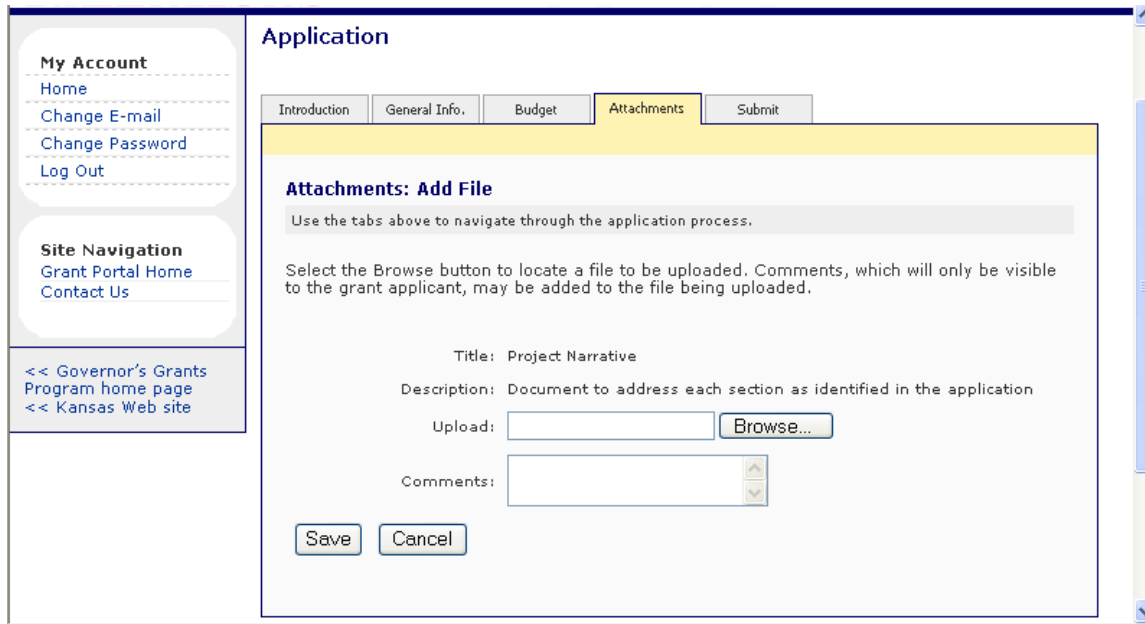 My Account
Home
Change E-mail
Change Password
Log Out
Site Navigation
Grant Portal Home
Contact Us
<< Governor's Grants
Program home page
<< Kansas Web site
Application
Introduction
General Info.
Budget
Attachments
Submit
Attachments: Add File
Use the tabs above to navigate through the application process.
Select the Browse button to locate a file to be uploaded. Comments, which will only be visible
to the grant applicant, may be added to the file being uploaded.
Title: Project Narrative
Description: Document to address each section as identified in the application
Upload: Browse...
Comments:
Save Cancel